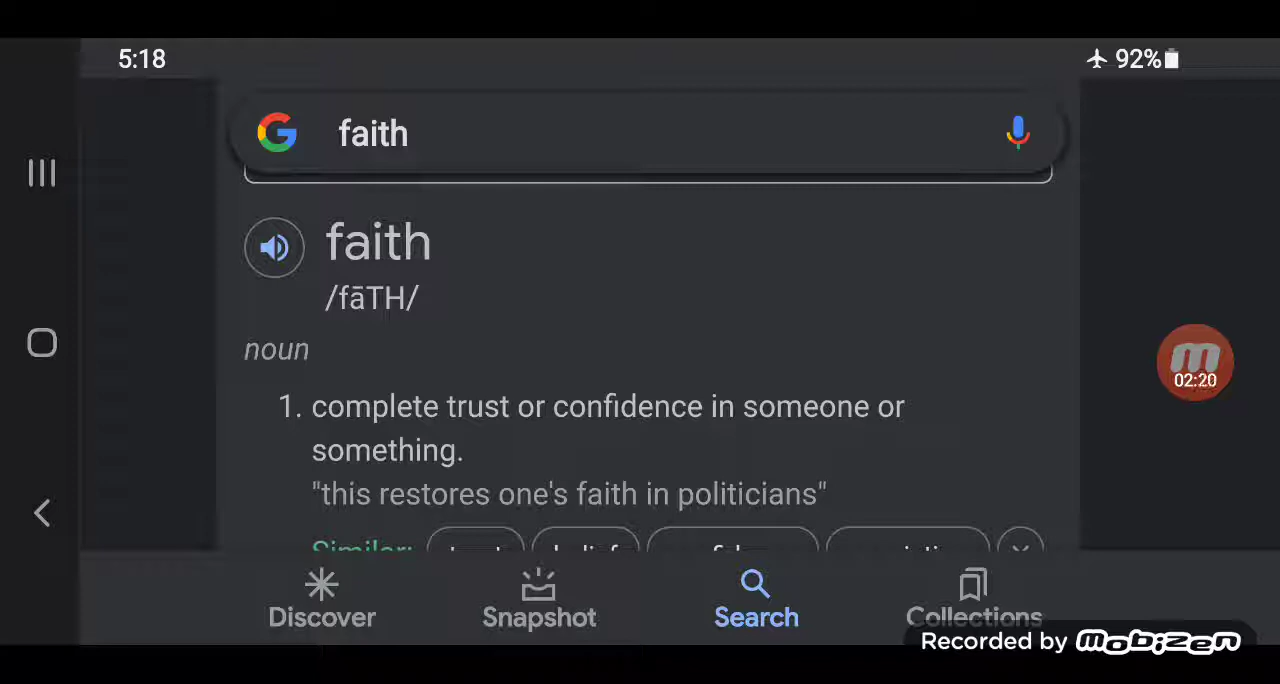 5:18
92%
faith
faith
/fāTH/
noun
1. complete trust or confidence in someone or
something.
"this restores one's faith in politicians"
Similar:
02:20
Discover
Snapshot
Search
Collections
Recorded by Mobizen